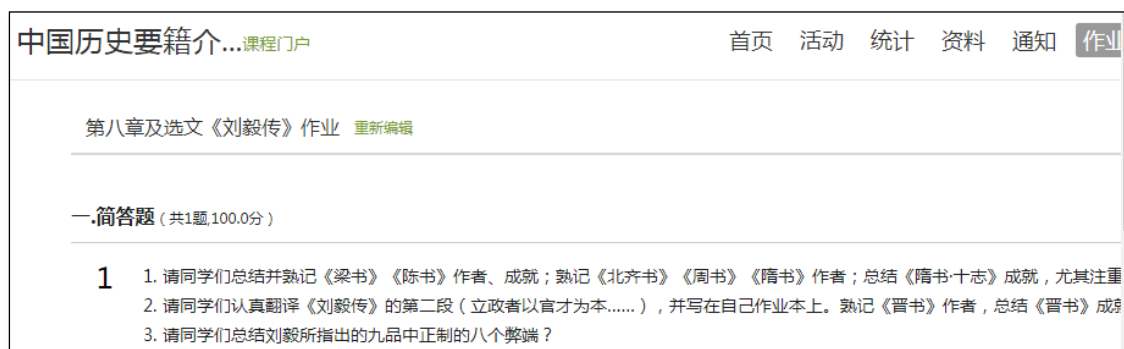 中国历史要籍介...课程门户
首页 活动 统计 资料 通知 作业
第八章及选文《刘毅传》作业 重新编辑
一.简答题（共1题,100.0分）
1 1. 请同学们总结并熟记《梁书》《陈书》作者、成就；熟记《北齐书》《周书》《隋书》作者；总结《隋书·十志》成就，尤其注重
2. 请同学们认真翻译《刘毅传》的第二段（立政者以官才为本......），并写在自己作业本上。熟记《晋书》作者，总结《晋书》成就
3. 请同学们总结刘毅所指出的九品中正制的八个弊端？